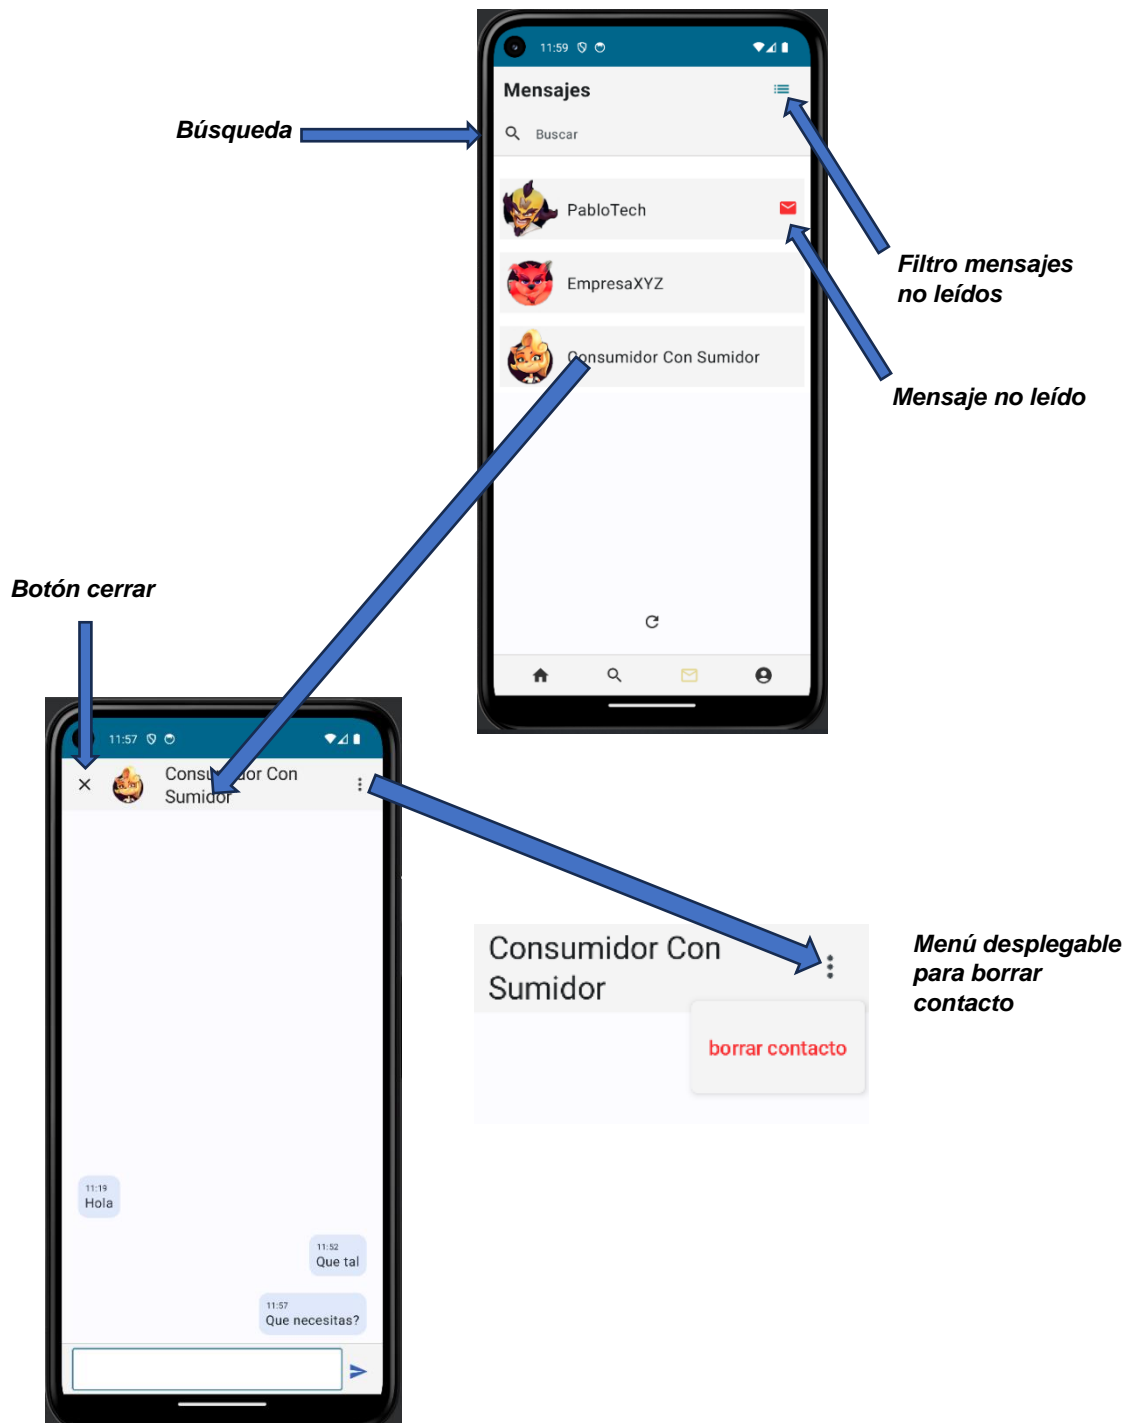 11:59
Mensajes
Búsqueda
Buscar
PabloTech
EmpresaXYZ
Filtro mensajes
no leídos
Consumidor Con Sumidor
Mensaje no leído
Botón cerrar
11:57
Consumidor Con
Sumidor
Consumidor Con
Sumidor
borrar contacto
Menú desplegable
para borrar
contacto
11:19
Hola
11:52
Que tal
11:57
Que necesitas?